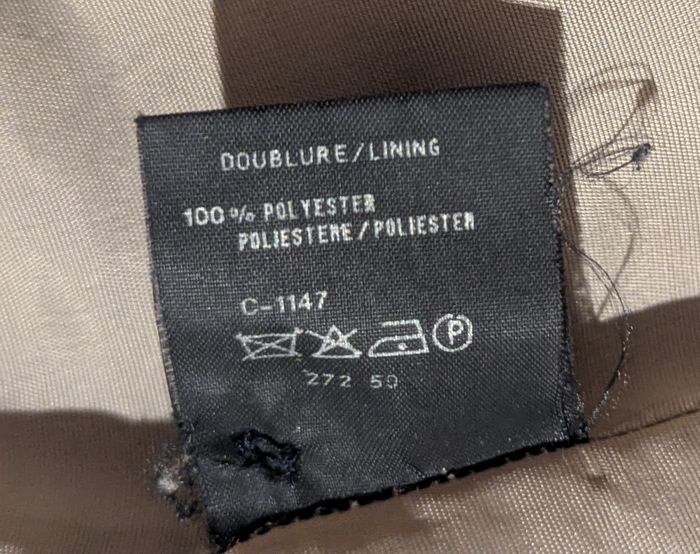 DOUBLURE/LINING
100% POLYESTER
POLIESTERE/POLIESTER
C-1147
P
272 50